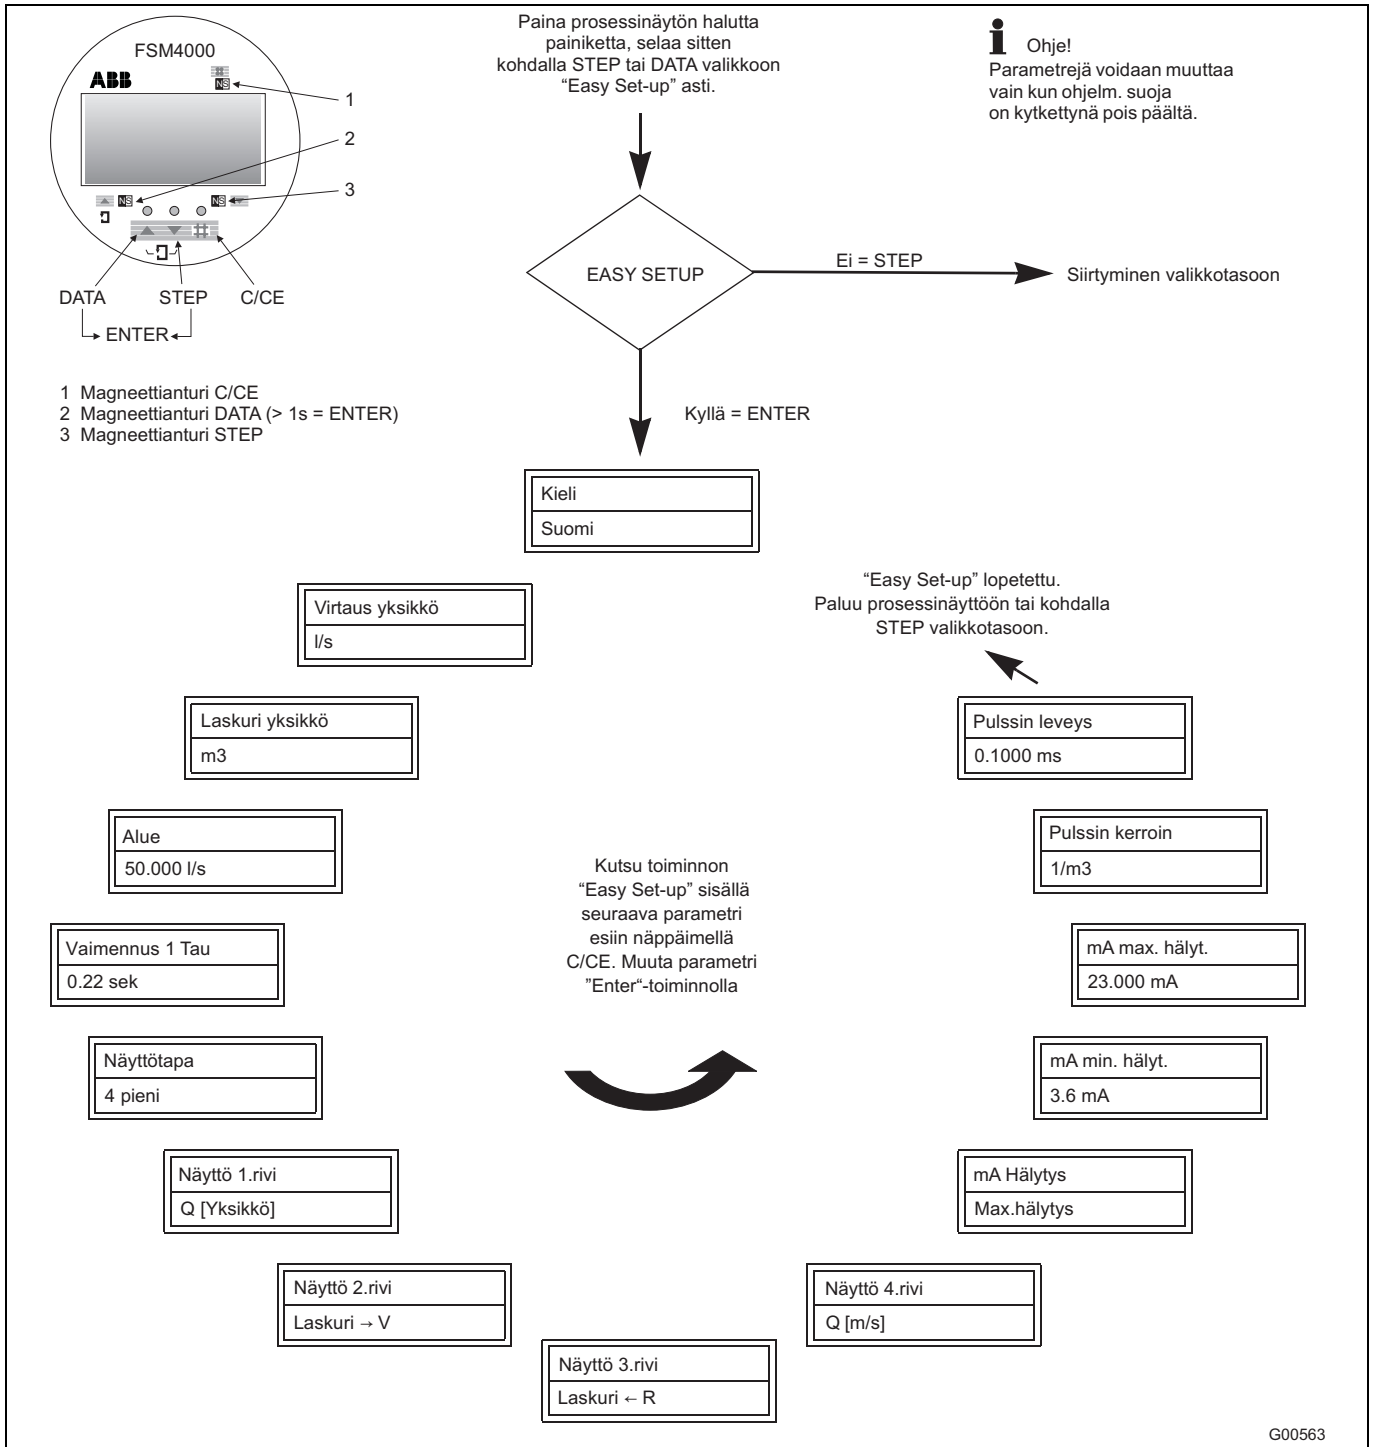 FSM4000
ABB
NS
1
2
3
NS
NS
DATA
STEP
C/CE
ENTER
1 Magneettianturi C/CE
2 Magneettianturi DATA (> 1s = ENTER)
3 Magneettianturi STEP
Paina prosessinäytön halutta
painiketta, selaa sitten
kohdalla STEP tai DATA valikkoon
“Easy Set-up” asti.
i Ohje!
Parametrejä voidaan muuttaa
vain kun ohjelm. suoja
on kytkettynä pois päältä.
EASY SETUP
Ei = STEP
Siirtyminen valikkotasoon
Kyllä = ENTER
Kieli
Suomi
Virtaus yksikkö
l/s
Laskuri yksikkö
m3
Alue
50.000 l/s
Vaimennus 1 Tau
0.22 sek
Näyttötapa
4 pieni
Näyttö 1.rivi
Q [Yksikkö]
Näyttö 2.rivi
Laskuri → V
Näyttö 3.rivi
Laskuri ← R
Näyttö 4.rivi
Q [m/s]
mA Hälytys
Max.hälytys
mA min. hälyt.
3.6 mA
mA max. hälyt.
23.000 mA
Pulssin kerroin
1/m3
Pulssin leveys
0.1000 ms
“Easy Set-up” lopetettu.
Paluu prosessinäyttöön tai kohdalla
STEP valikkotasoon.
Kutsu toiminnon
“Easy Set-up” sisällä
seuraava parametri
esiin näppäimellä
C/CE. Muuta parametri
”Enter“-toiminnolla
G00563